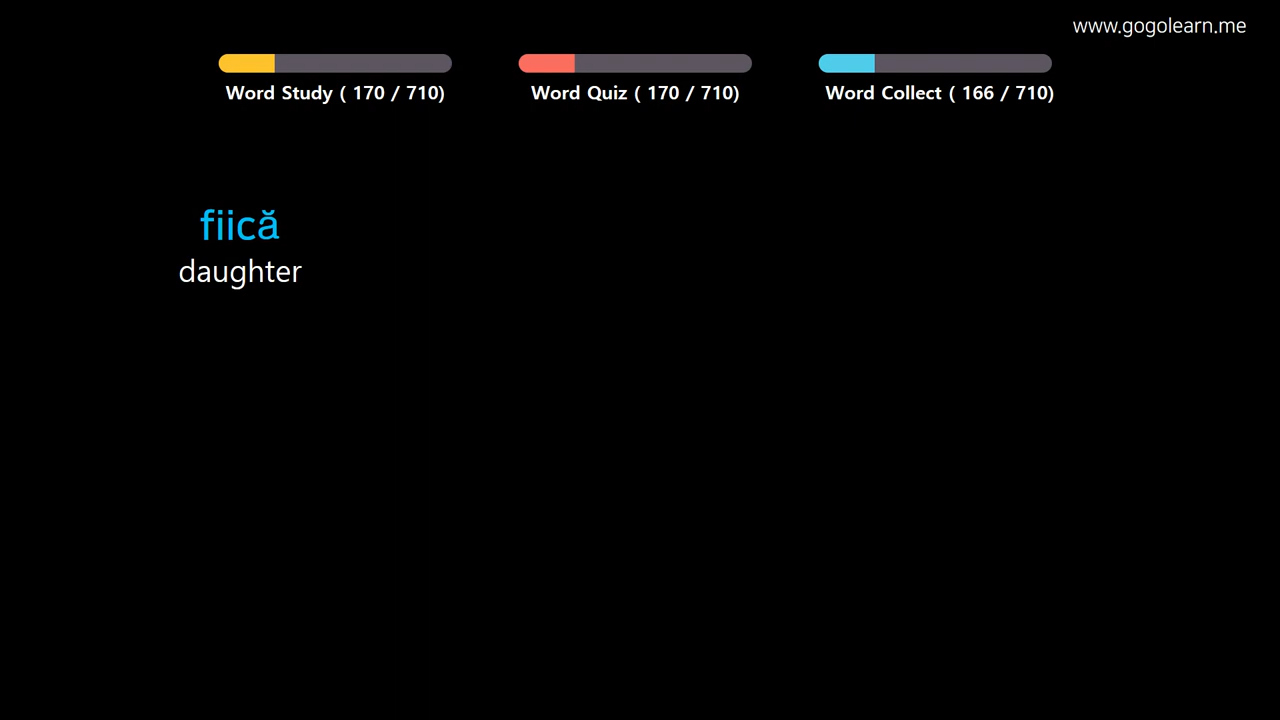 www.gogolearn.me
Word Study ( 170 / 710)
Word Quiz ( 170 / 710)
Word Collect ( 166 / 710)
fiică
daughter